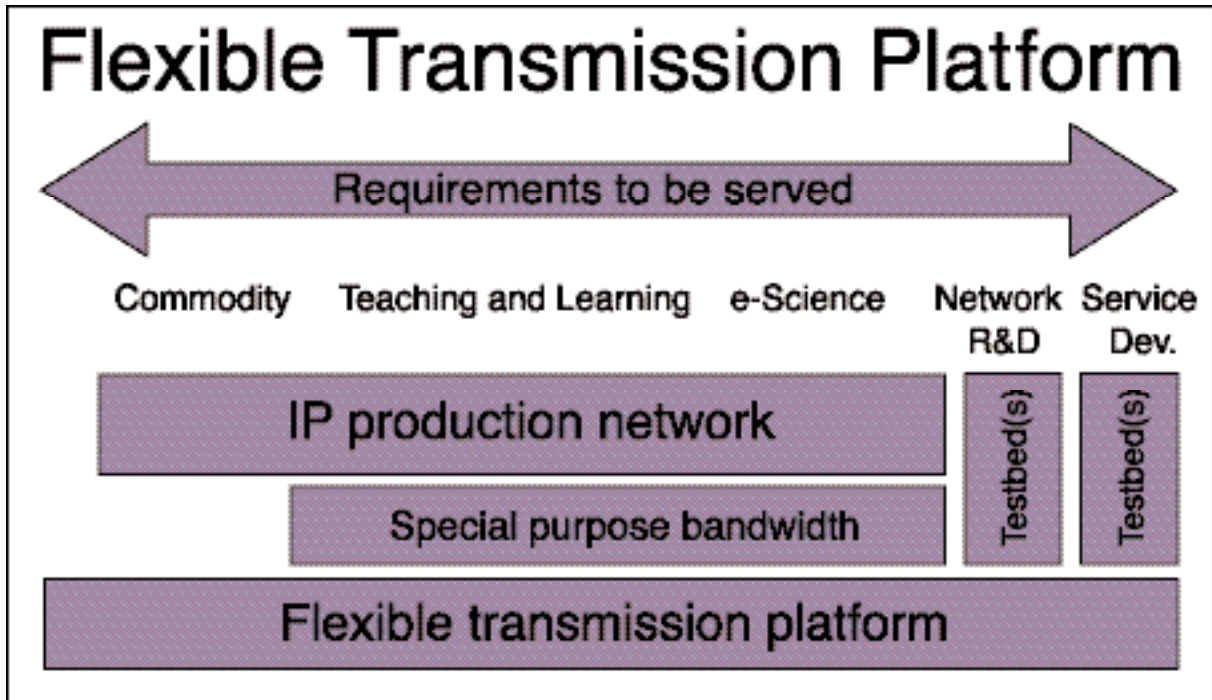 Flexible Transmission Platform
Requirements to be served
Commodity
Teaching and Learning
e-Science
Network
R&D
Service
Dev.
IP production network
Testbed(s)
Testbed(s)
Special purpose bandwidth
Flexible transmission platform